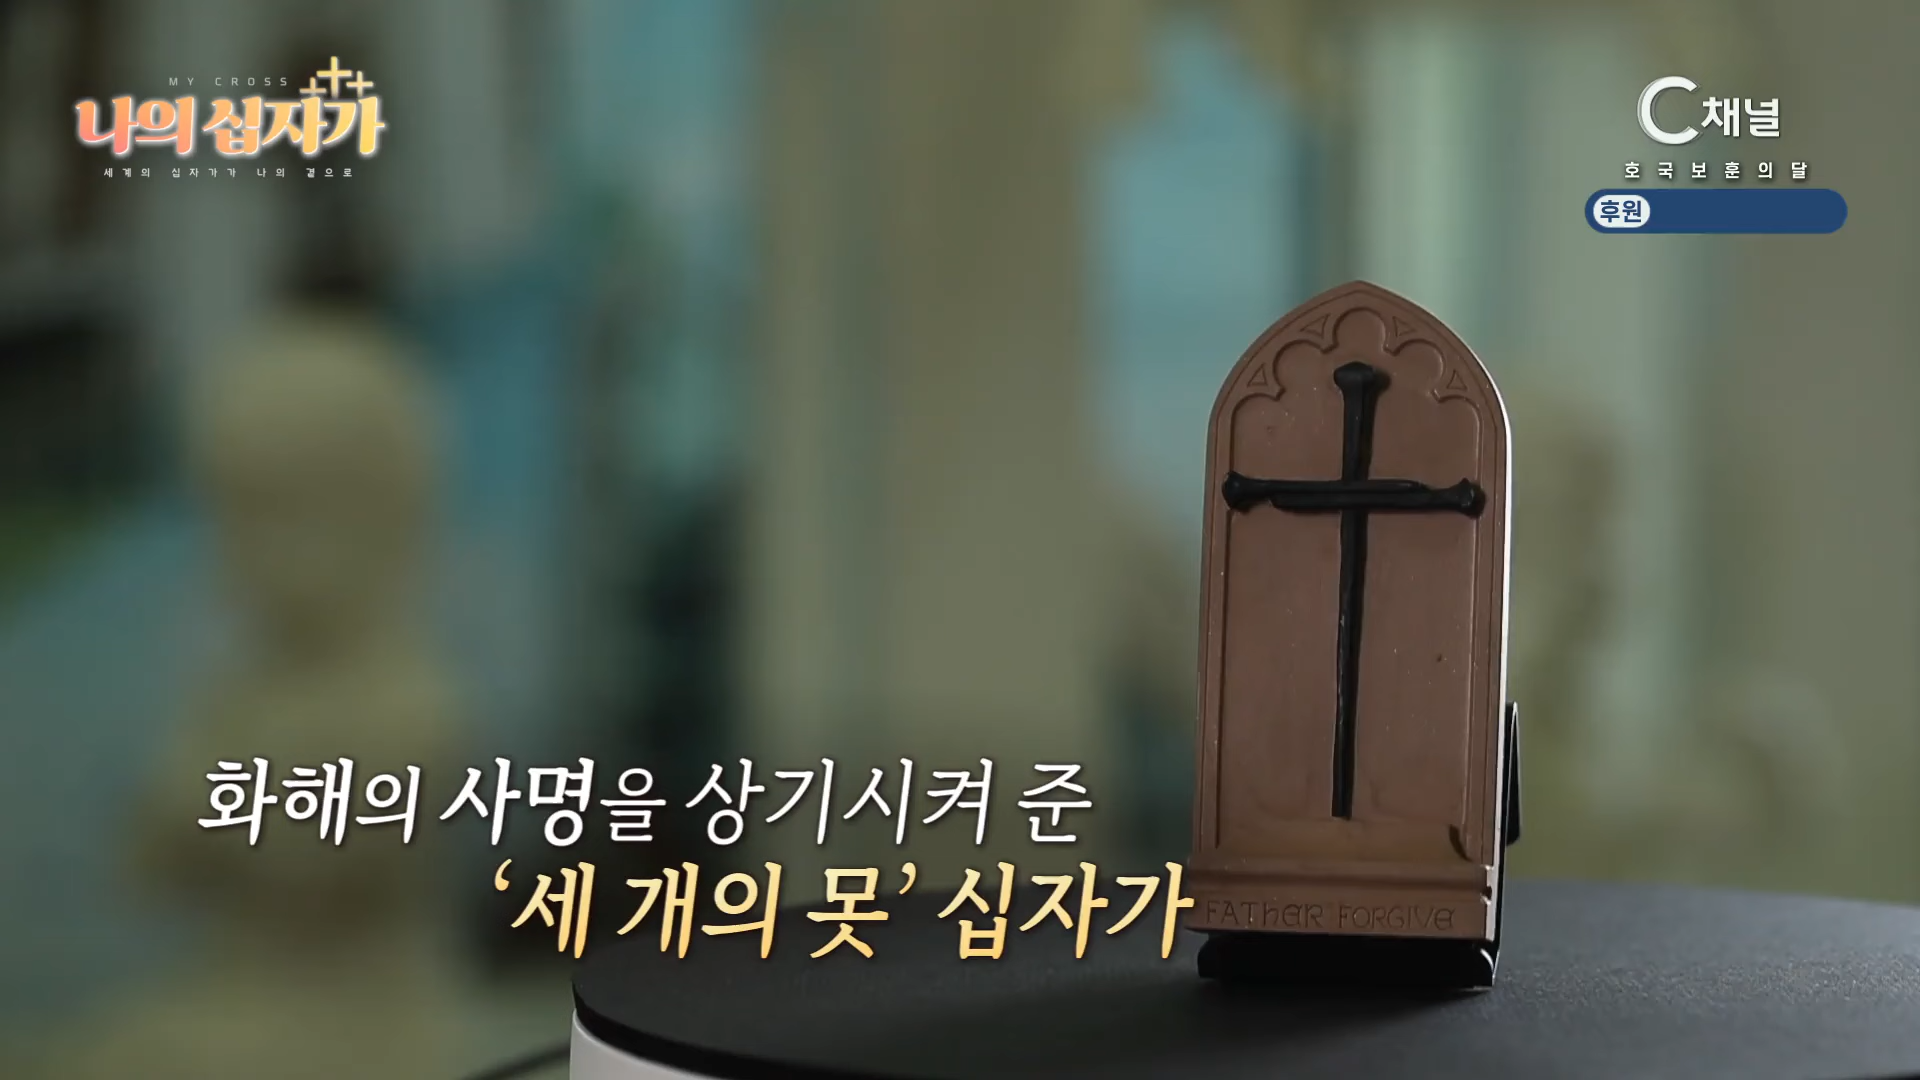 MY CROSS
나의 십자가
세계의 십자가가 나의 곁으로
C채널
호국보훈의달
후원
화해의 사명을 상기시켜 준
‘세 개의 못’ 십자가
FATHER FORGIVE